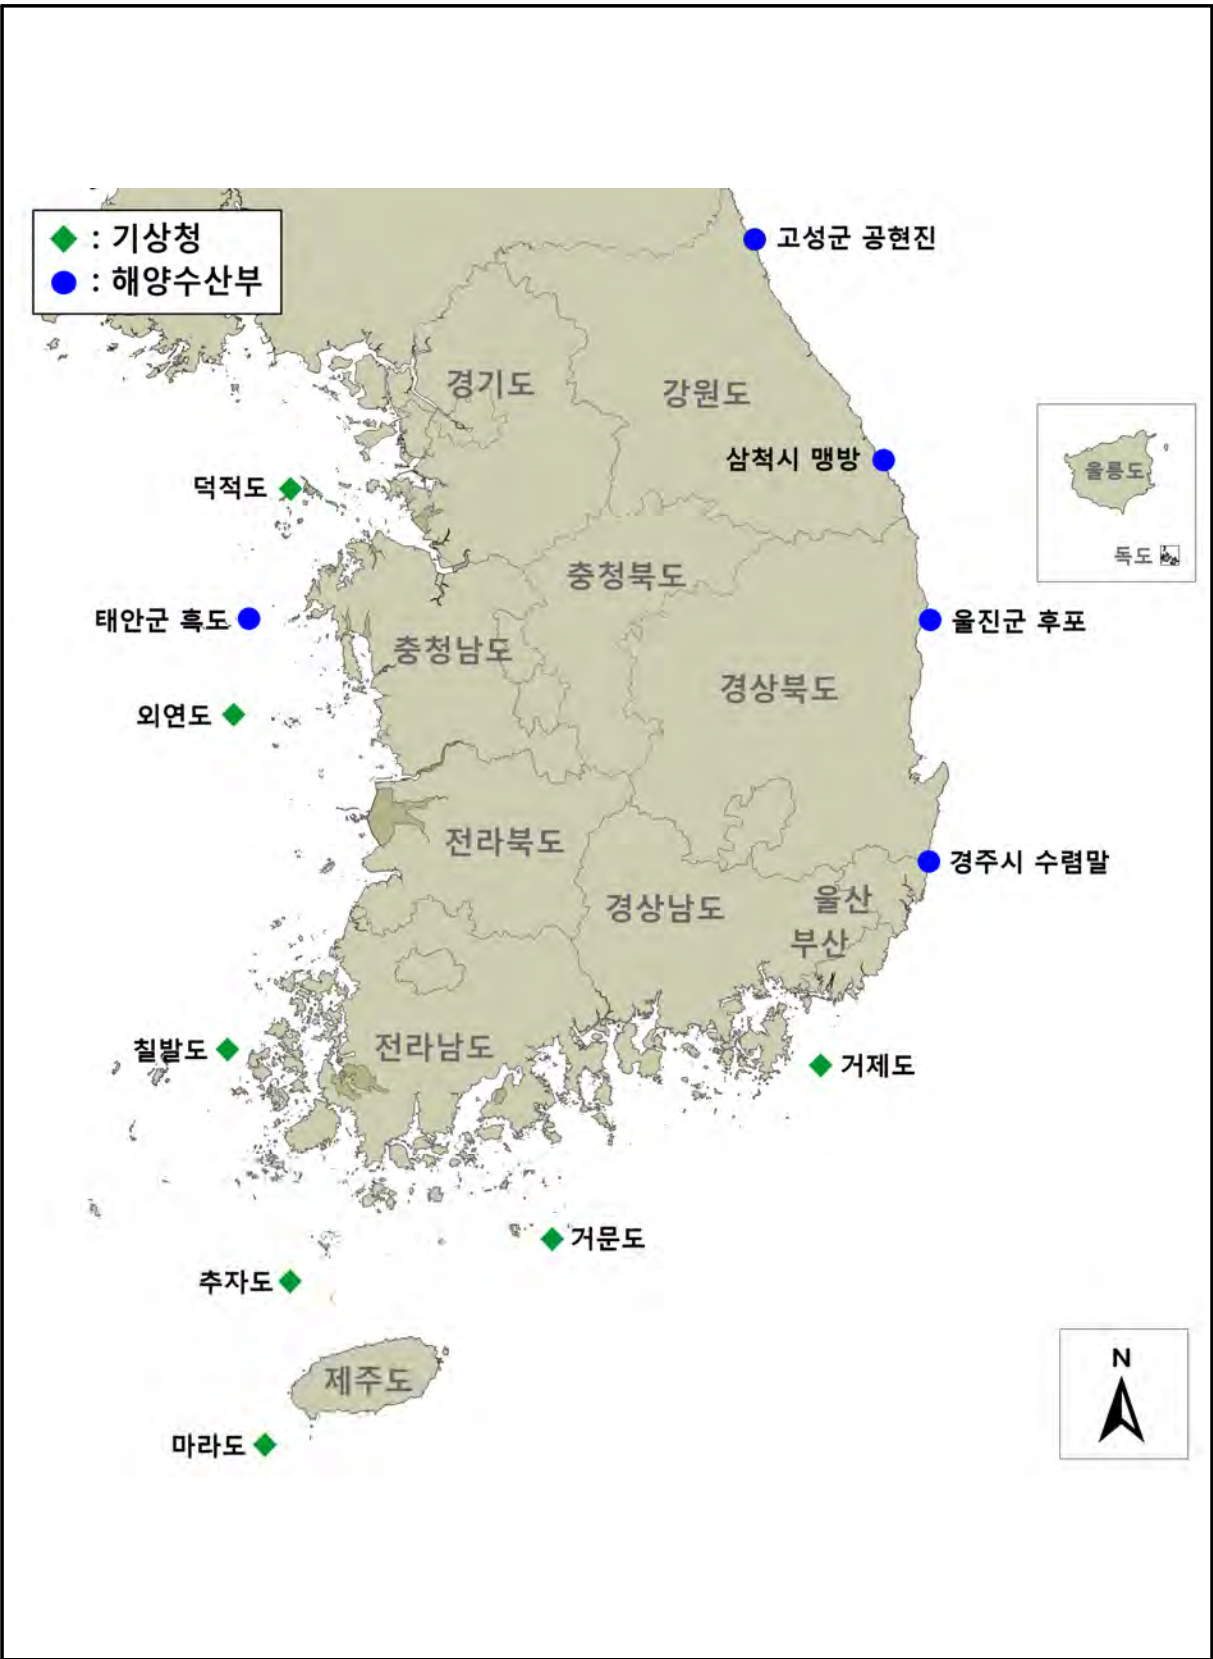 : 기상청
: 해양수산부
고성군 공현진
경기도
강원도
삼척시 맹방
울릉도
덕적도
독도
충청북도
태안군 흑도
울진군 후포
충청남도
경상북도
외연도
전라북도
경주시 수렴말
울산
경상남도
부산
칠발도
전라남도
거제도
거문도
추자도
N
제주도
마라도